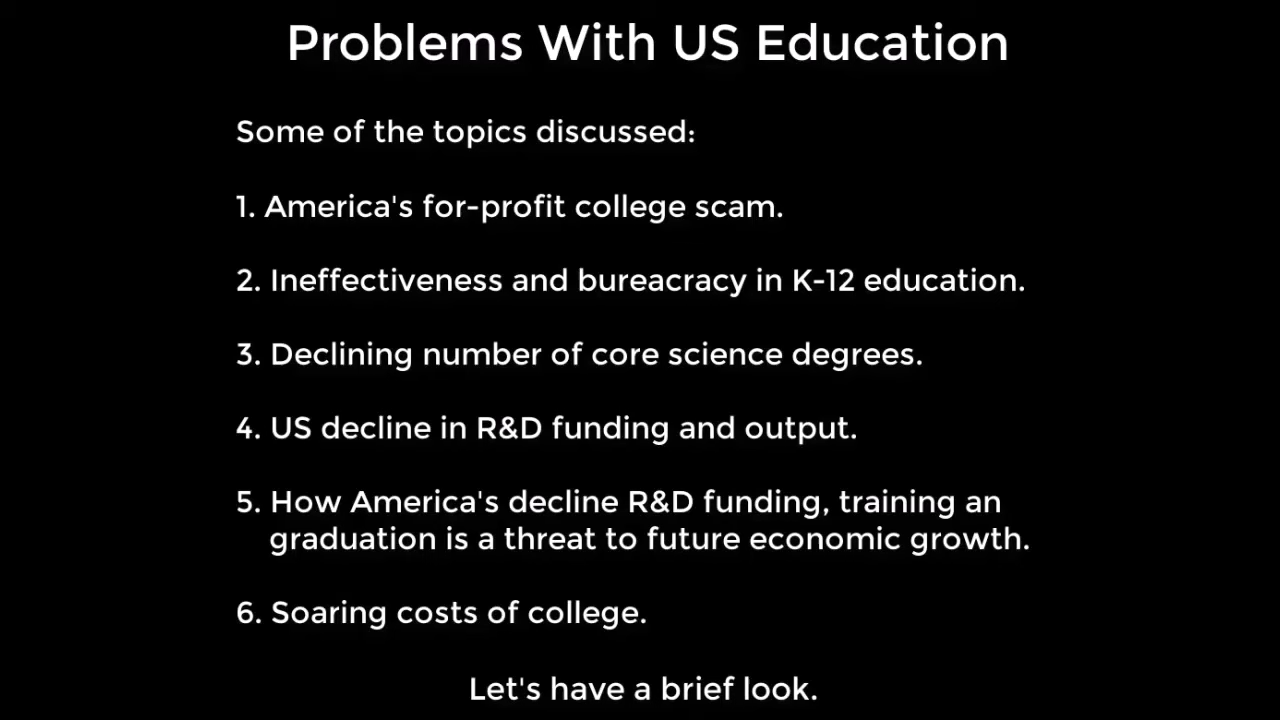 Problems With US Education
Some of the topics discussed:
1. America's for-profit college scam.
2. Ineffectiveness and bureacracy in K-12 education.
3. Declining number of core science degrees.
4. US decline in R&D funding and output.
5. How America's decline R&D funding, training an
graduation is a threat to future economic growth.
6. Soaring costs of college.
Let's have a brief look.